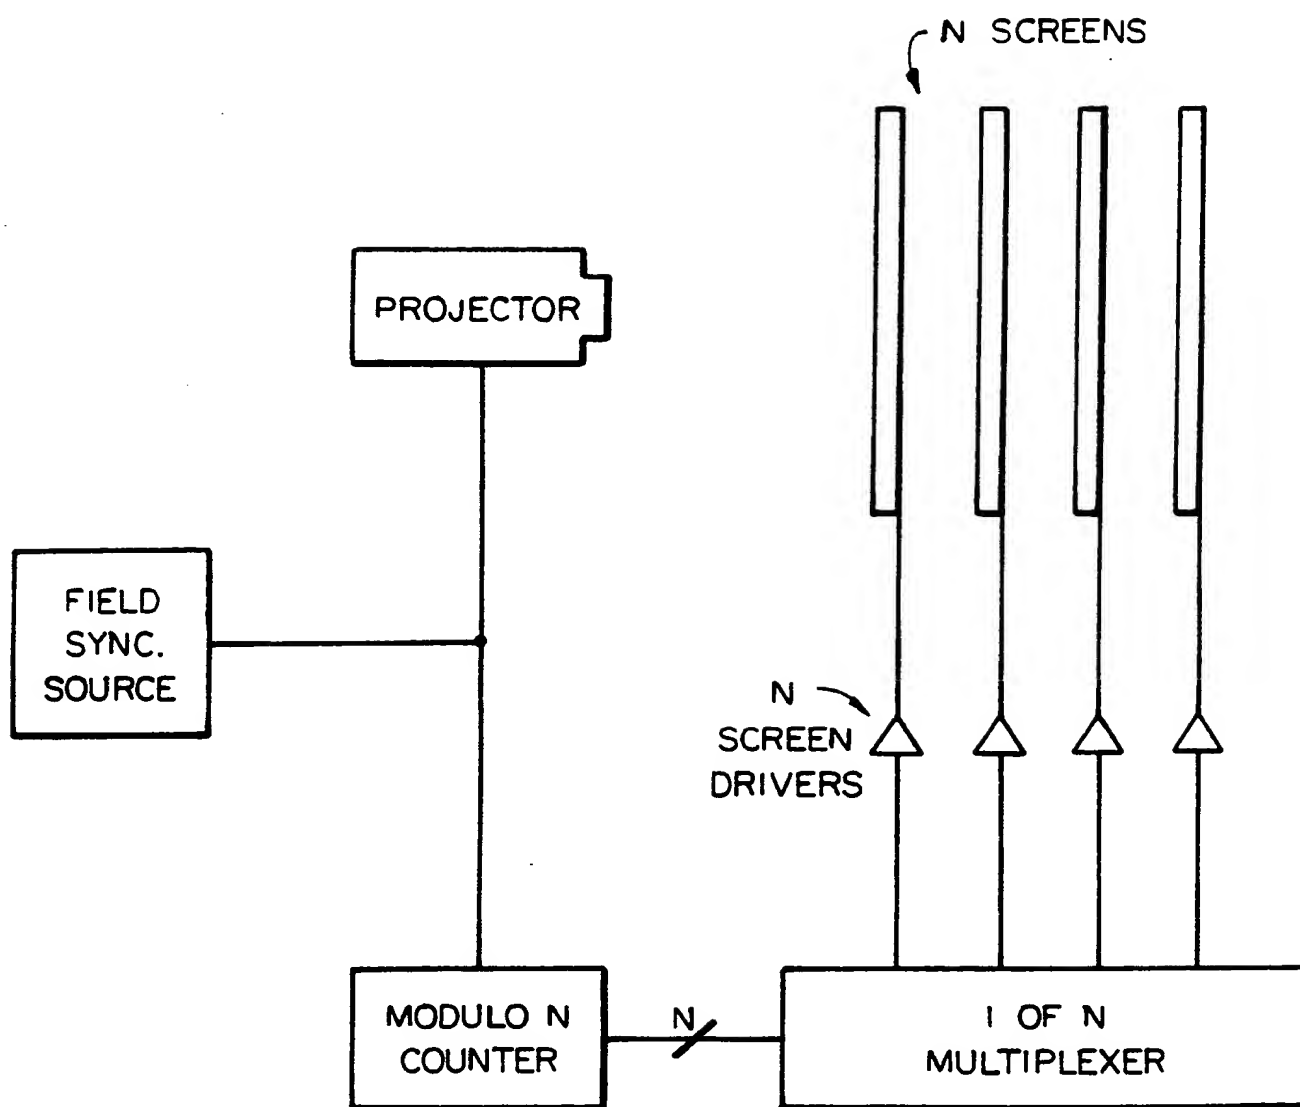 N SCREENS
PROJECTOR
FIELD
SYNC.
SOURCE
N
SCREEN
DRIVERS
MODULO N
COUNTER
N
1 OF N
MULTIPLEXER